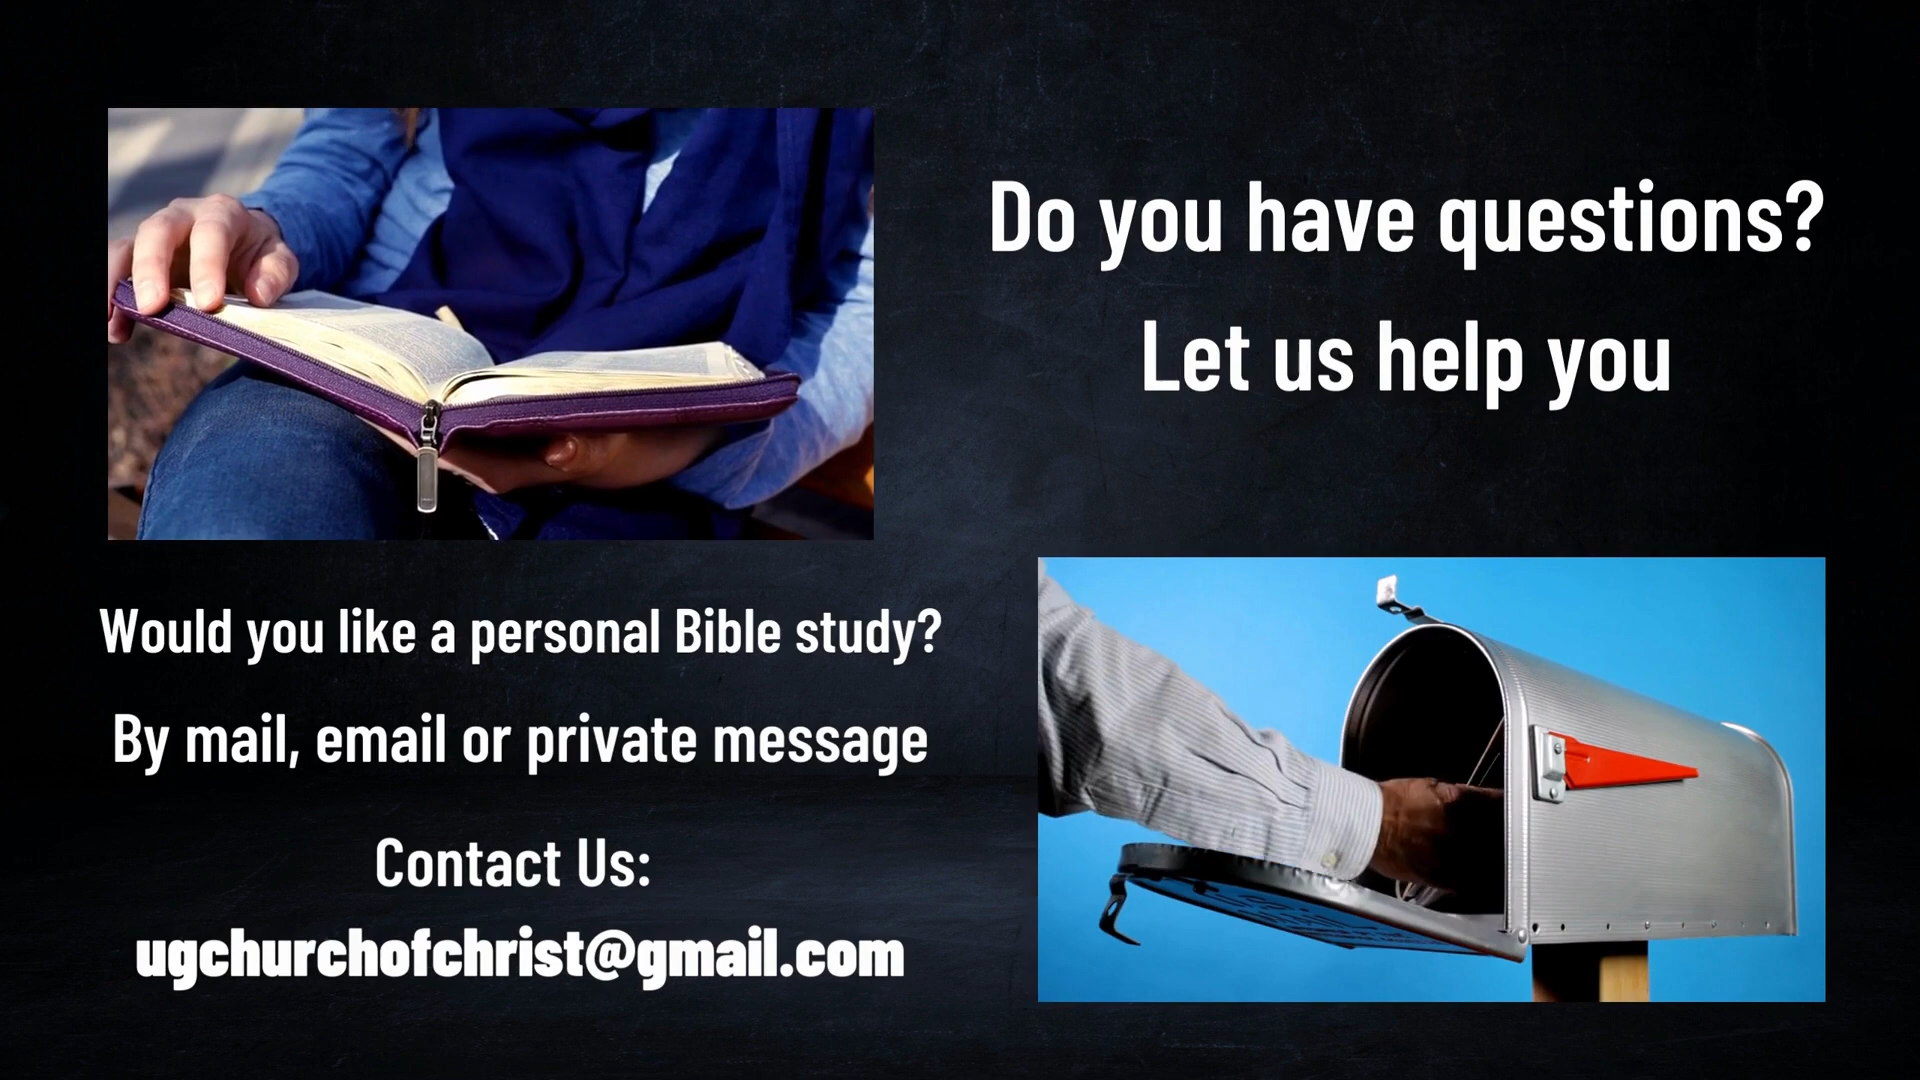 Do you have questions?
Let us help you
Would you like a personal Bible study?
By mail, email or private message
Contact Us:
ugchurchofchrist@gmail.com